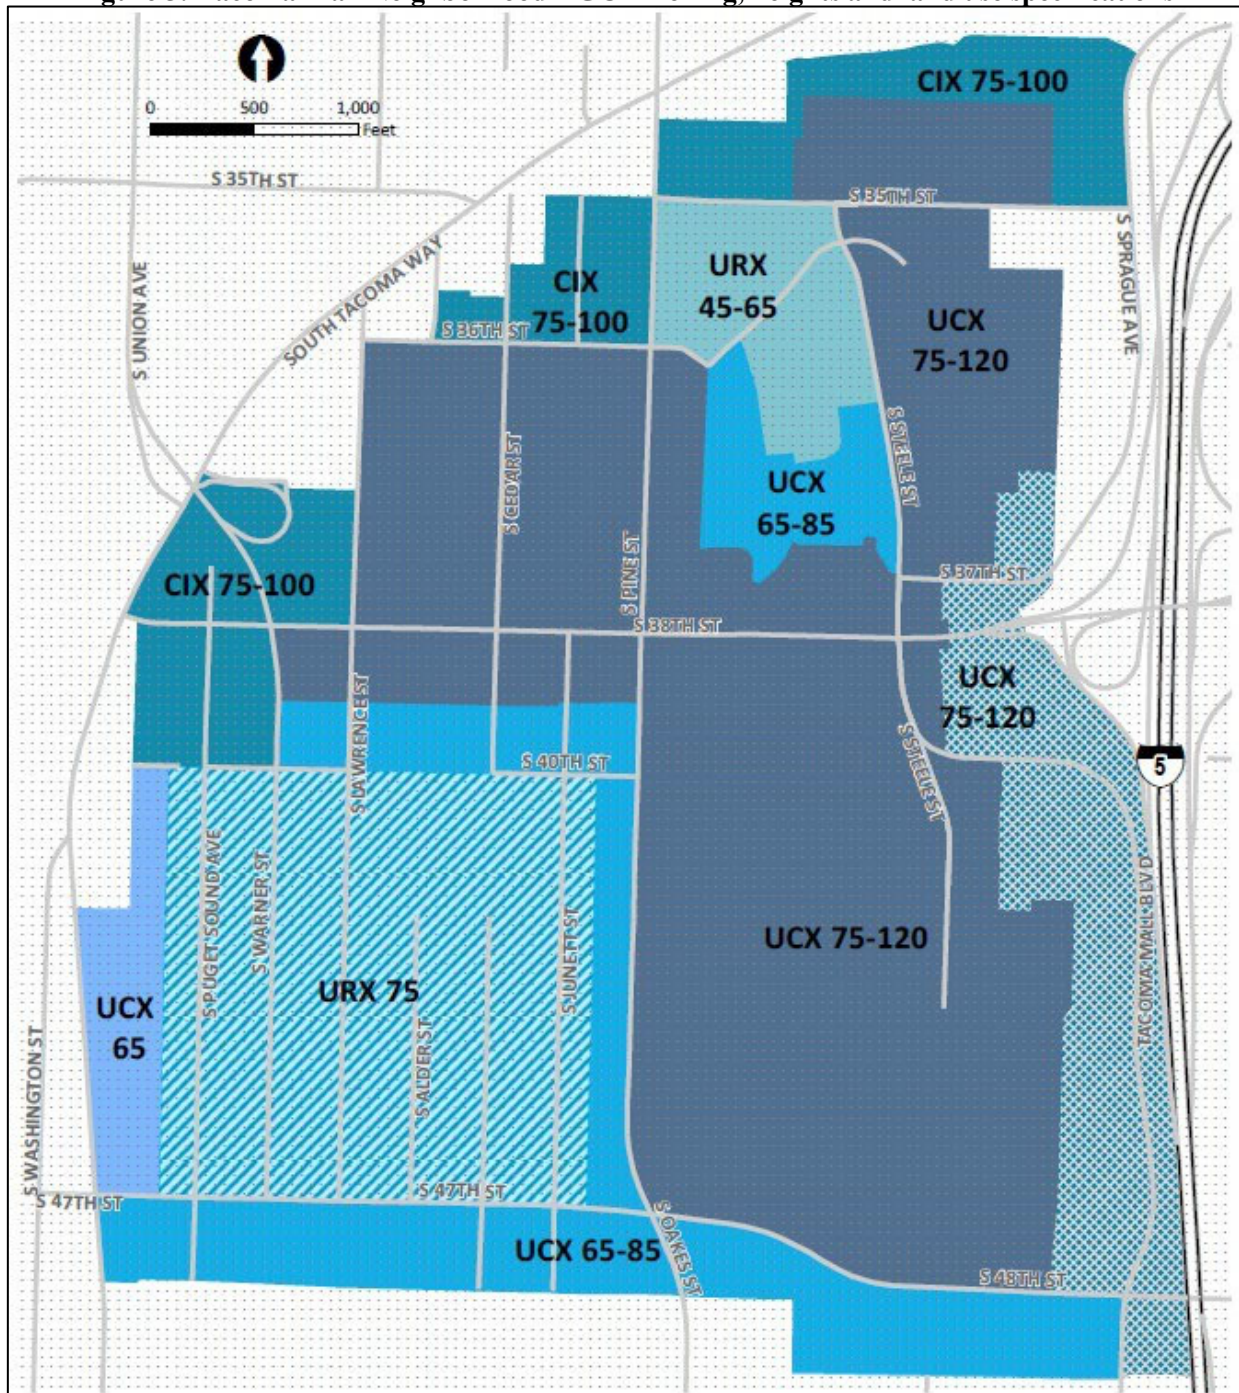 0 500 1,000
Feet
CIX 75-100
S 35TH ST
S 35TH ST
S UNION AVE
SOUTH TACOMA WAY
S SPRAGUE AVE
CIX
75-100
URX
45-65
UCX
75-120
S 36TH ST
S CEDAR ST
S STEELE ST
UCX
65-85
S PINE ST
CIX 75-100
S 37TH ST
S 38TH ST
UCX
75-120
S LAWRENCE ST
S 40TH ST
S STEELE ST
5
S PUGET SOUND AVE
S WARNER ST
S JUNETT ST
TACOMA MALL BLVD
UCX 75-120
URX 75
UCX
65
S ALDER ST
S WASHINGTON ST
S 47TH ST
S 47TH ST
S OAKES ST
UCX 65-85
S 48TH ST